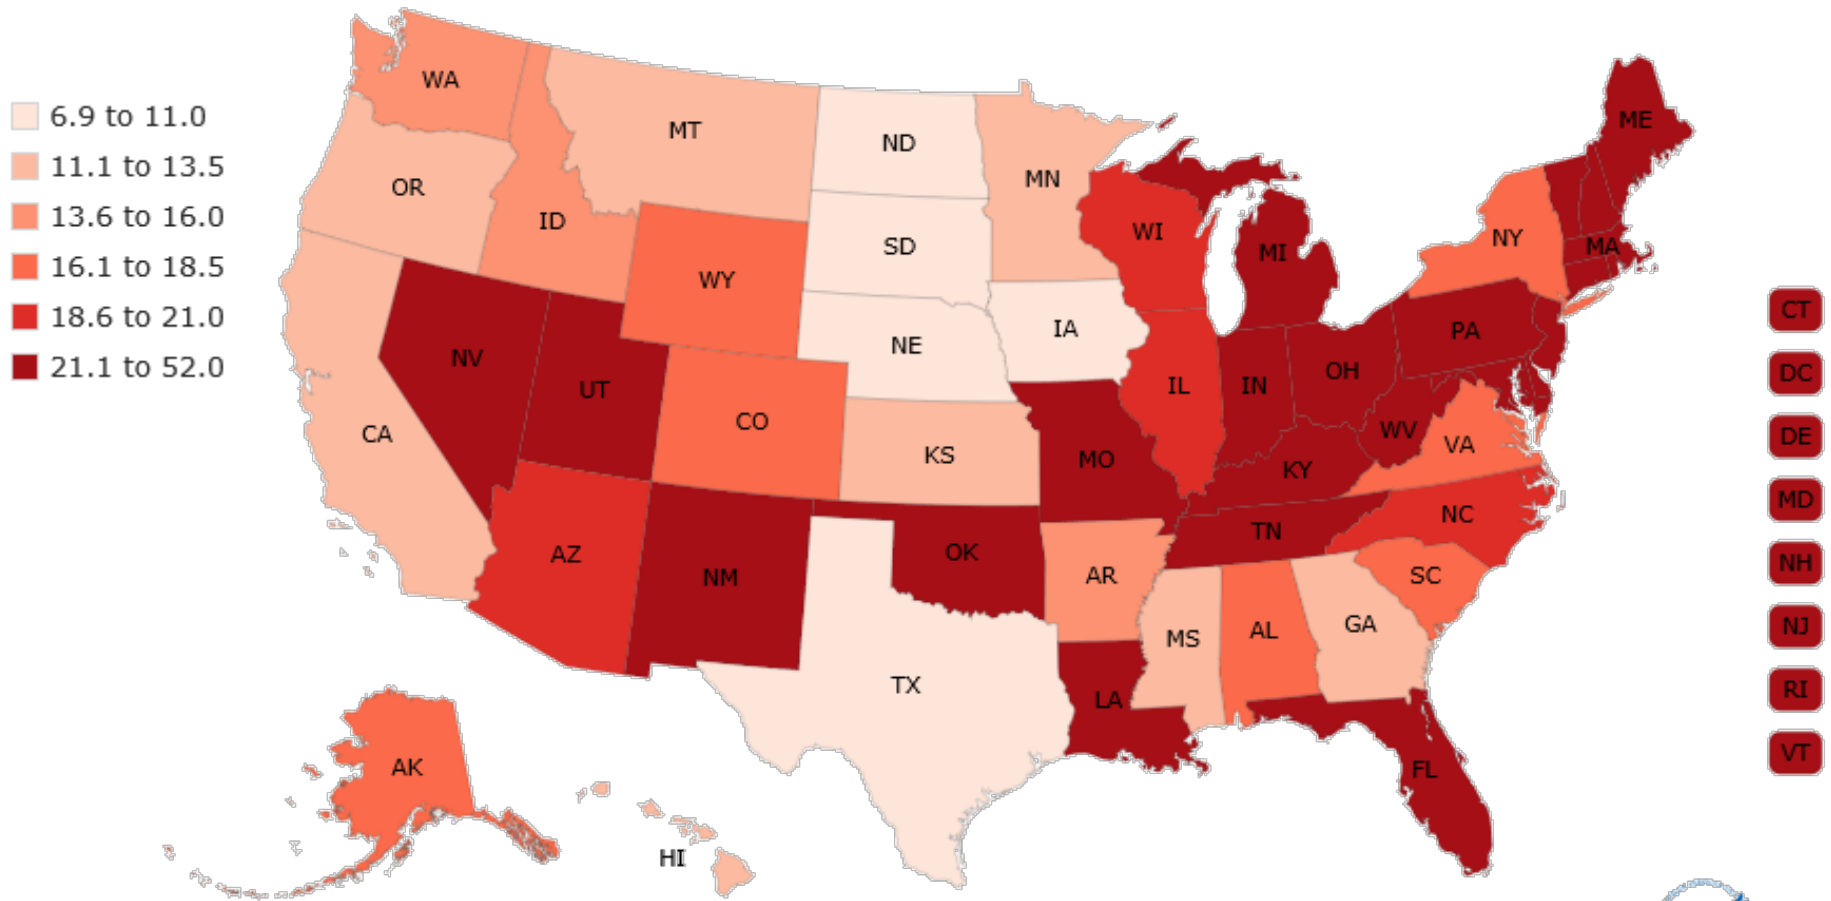 6.9 to 11.0
11.1 to 13.5
13.6 to 16.0
16.1 to 18.5
18.6 to 21.0
21.1 to 52.0
WA
MT
ND
MN
ME
OR
ID
SD
WI
MI
NY
MA
WY
NE
IA
PA
CT
NV
UT
IL
IN
OH
DC
CA
CO
KS
MO
KY
WV
VA
DE
AZ
NM
OK
AR
TN
NC
MD
MS
AL
GA
SC
NH
TX
LA
FL
NJ
AK
HI
RI
VT